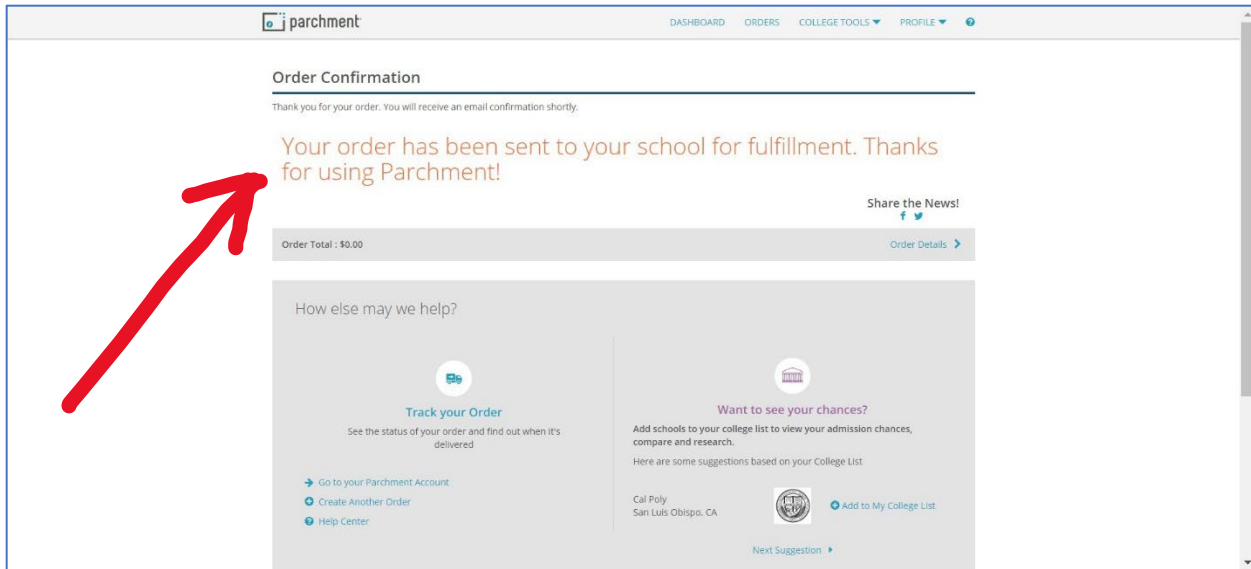 parchment
DASHBOARD ORDERS COLLEGE TOOLS PROFILE
Order Confirmation
Thank you for your order. You will receive an email confirmation shortly.
Your order has been sent to your school for fulfillment. Thanks
for using Parchment!
Share the News!
Order Total : $0.00
Order Details
How else may we help?
Track your Order
See the status of your order and find out when it's
delivered
Go to your Parchment Account
Create Another Order
Help Center
Want to see your chances?
Add schools to your college list to view your admission chances,
compare and research.
Here are some suggestions based on your College List
Cal Poly
San Luis Obispo, CA
Add to My College List
Next Suggestion